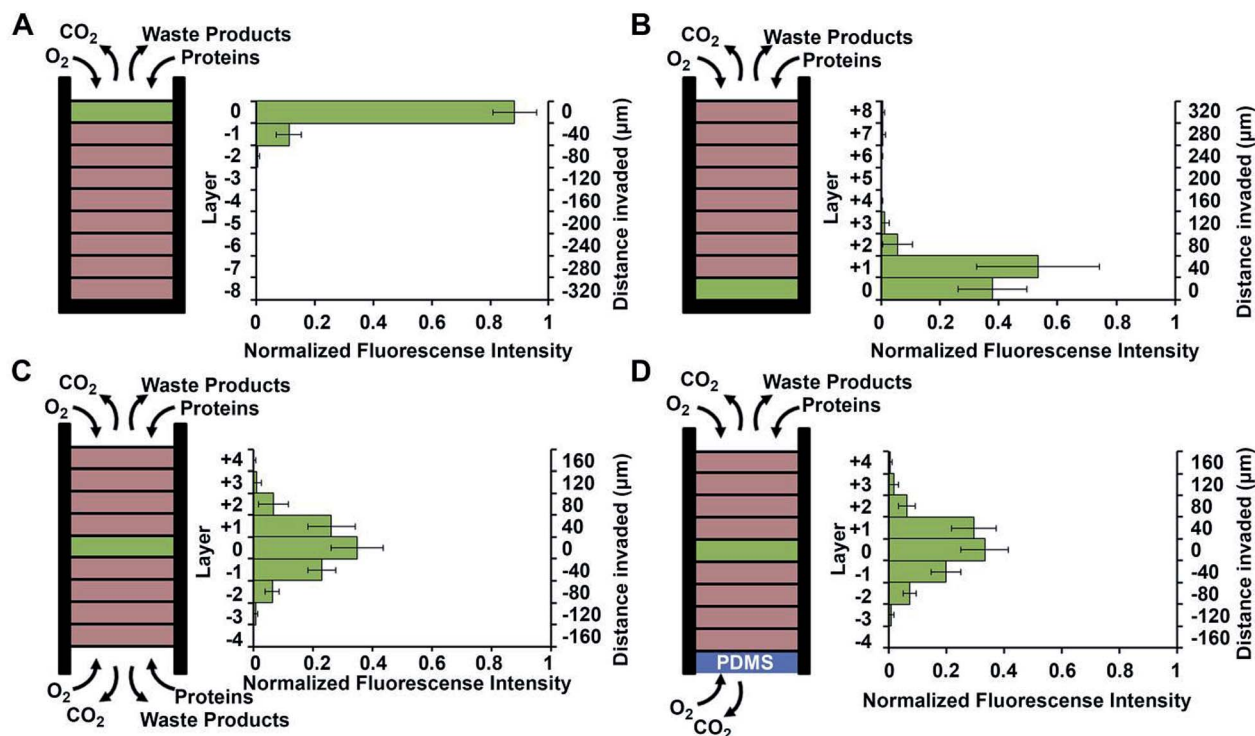 A
CO2
Waste Products
O2
Proteins
Layer
0
-1
-2
-3
-4
-5
-6
-7
-8
0
-40
-80
-120
-160
-200
-240
-280
-320
Distance invaded (µm)
0 0.2 0.4 0.6 0.8 1
Normalized Fluorescense Intensity
B
CO2
Waste Products
O2
Proteins
Layer
+8
+7
+6
+5
+4
+3
+2
+1
0
320
280
240
200
160
120
80
40
0
Distance invaded (µm)
0 0.2 0.4 0.6 0.8 1
Normalized Fluorescense Intensity
C
CO2
Waste Products
O2
Proteins
Layer
+4
+3
+2
+1
0
-1
-2
-3
-4
160
120
80
40
0
-40
-80
-120
-160
Distance invaded (µm)
0 0.2 0.4 0.6 0.8 1
Normalized Fluorescense Intensity
O2
Proteins
CO2
Waste Products
D
CO2
Waste Products
O2
Proteins
Layer
+4
+3
+2
+1
0
-1
-2
-3
-4
160
120
80
40
0
-40
-80
-120
-160
Distance invaded (µm)
PDMS
0 0.2 0.4 0.6 0.8 1
Normalized Fluorescense Intensity
O2
CO2